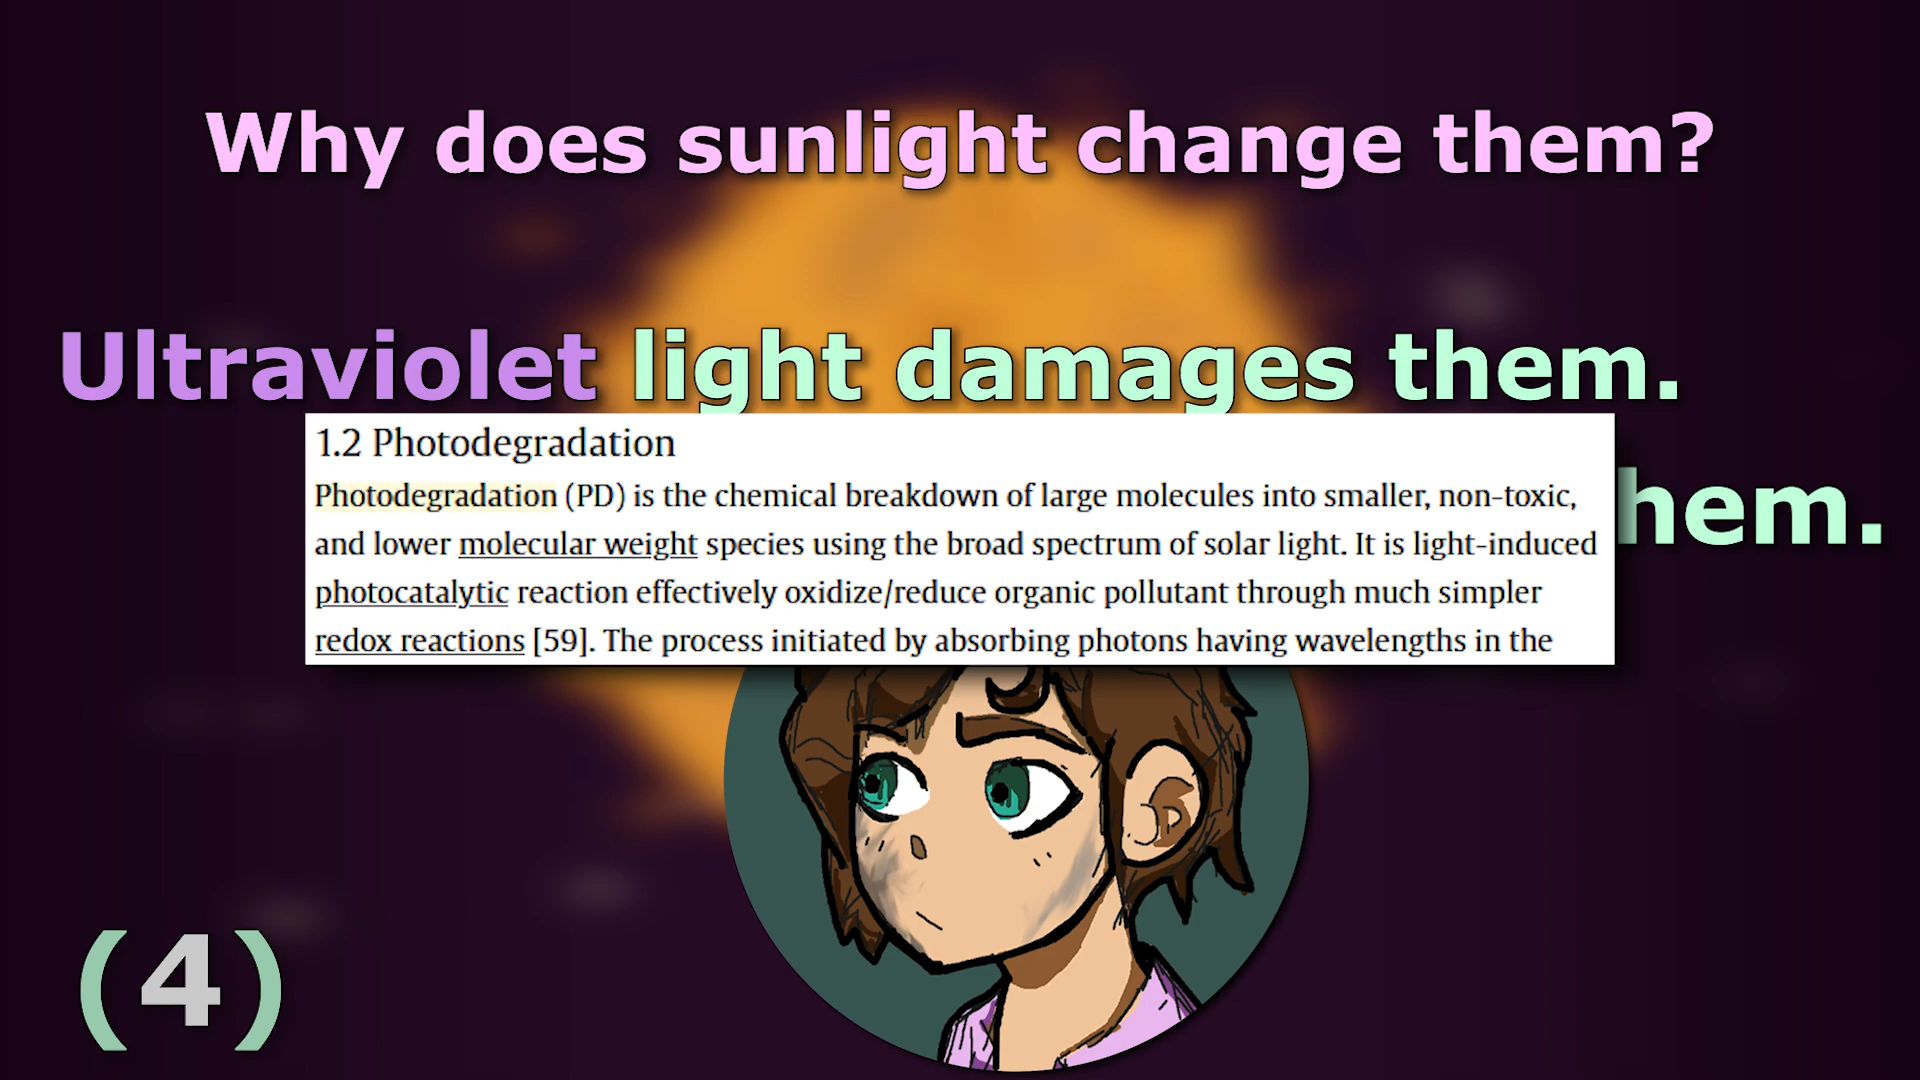 Why does sunlight change them?
Ultraviolet light damages them.
1.2 Photodegradation
Photodegradation (PD) is the chemical breakdown of large molecules into smaller, non-toxic,
and lower molecular weight species using the broad spectrum of solar light. It is light-induced
photocatalytic reaction effectively oxidize/reduce organic pollutant through much simpler
redox reactions [59]. The process initiated by absorbing photons having wavelengths in the
hem.
(4)